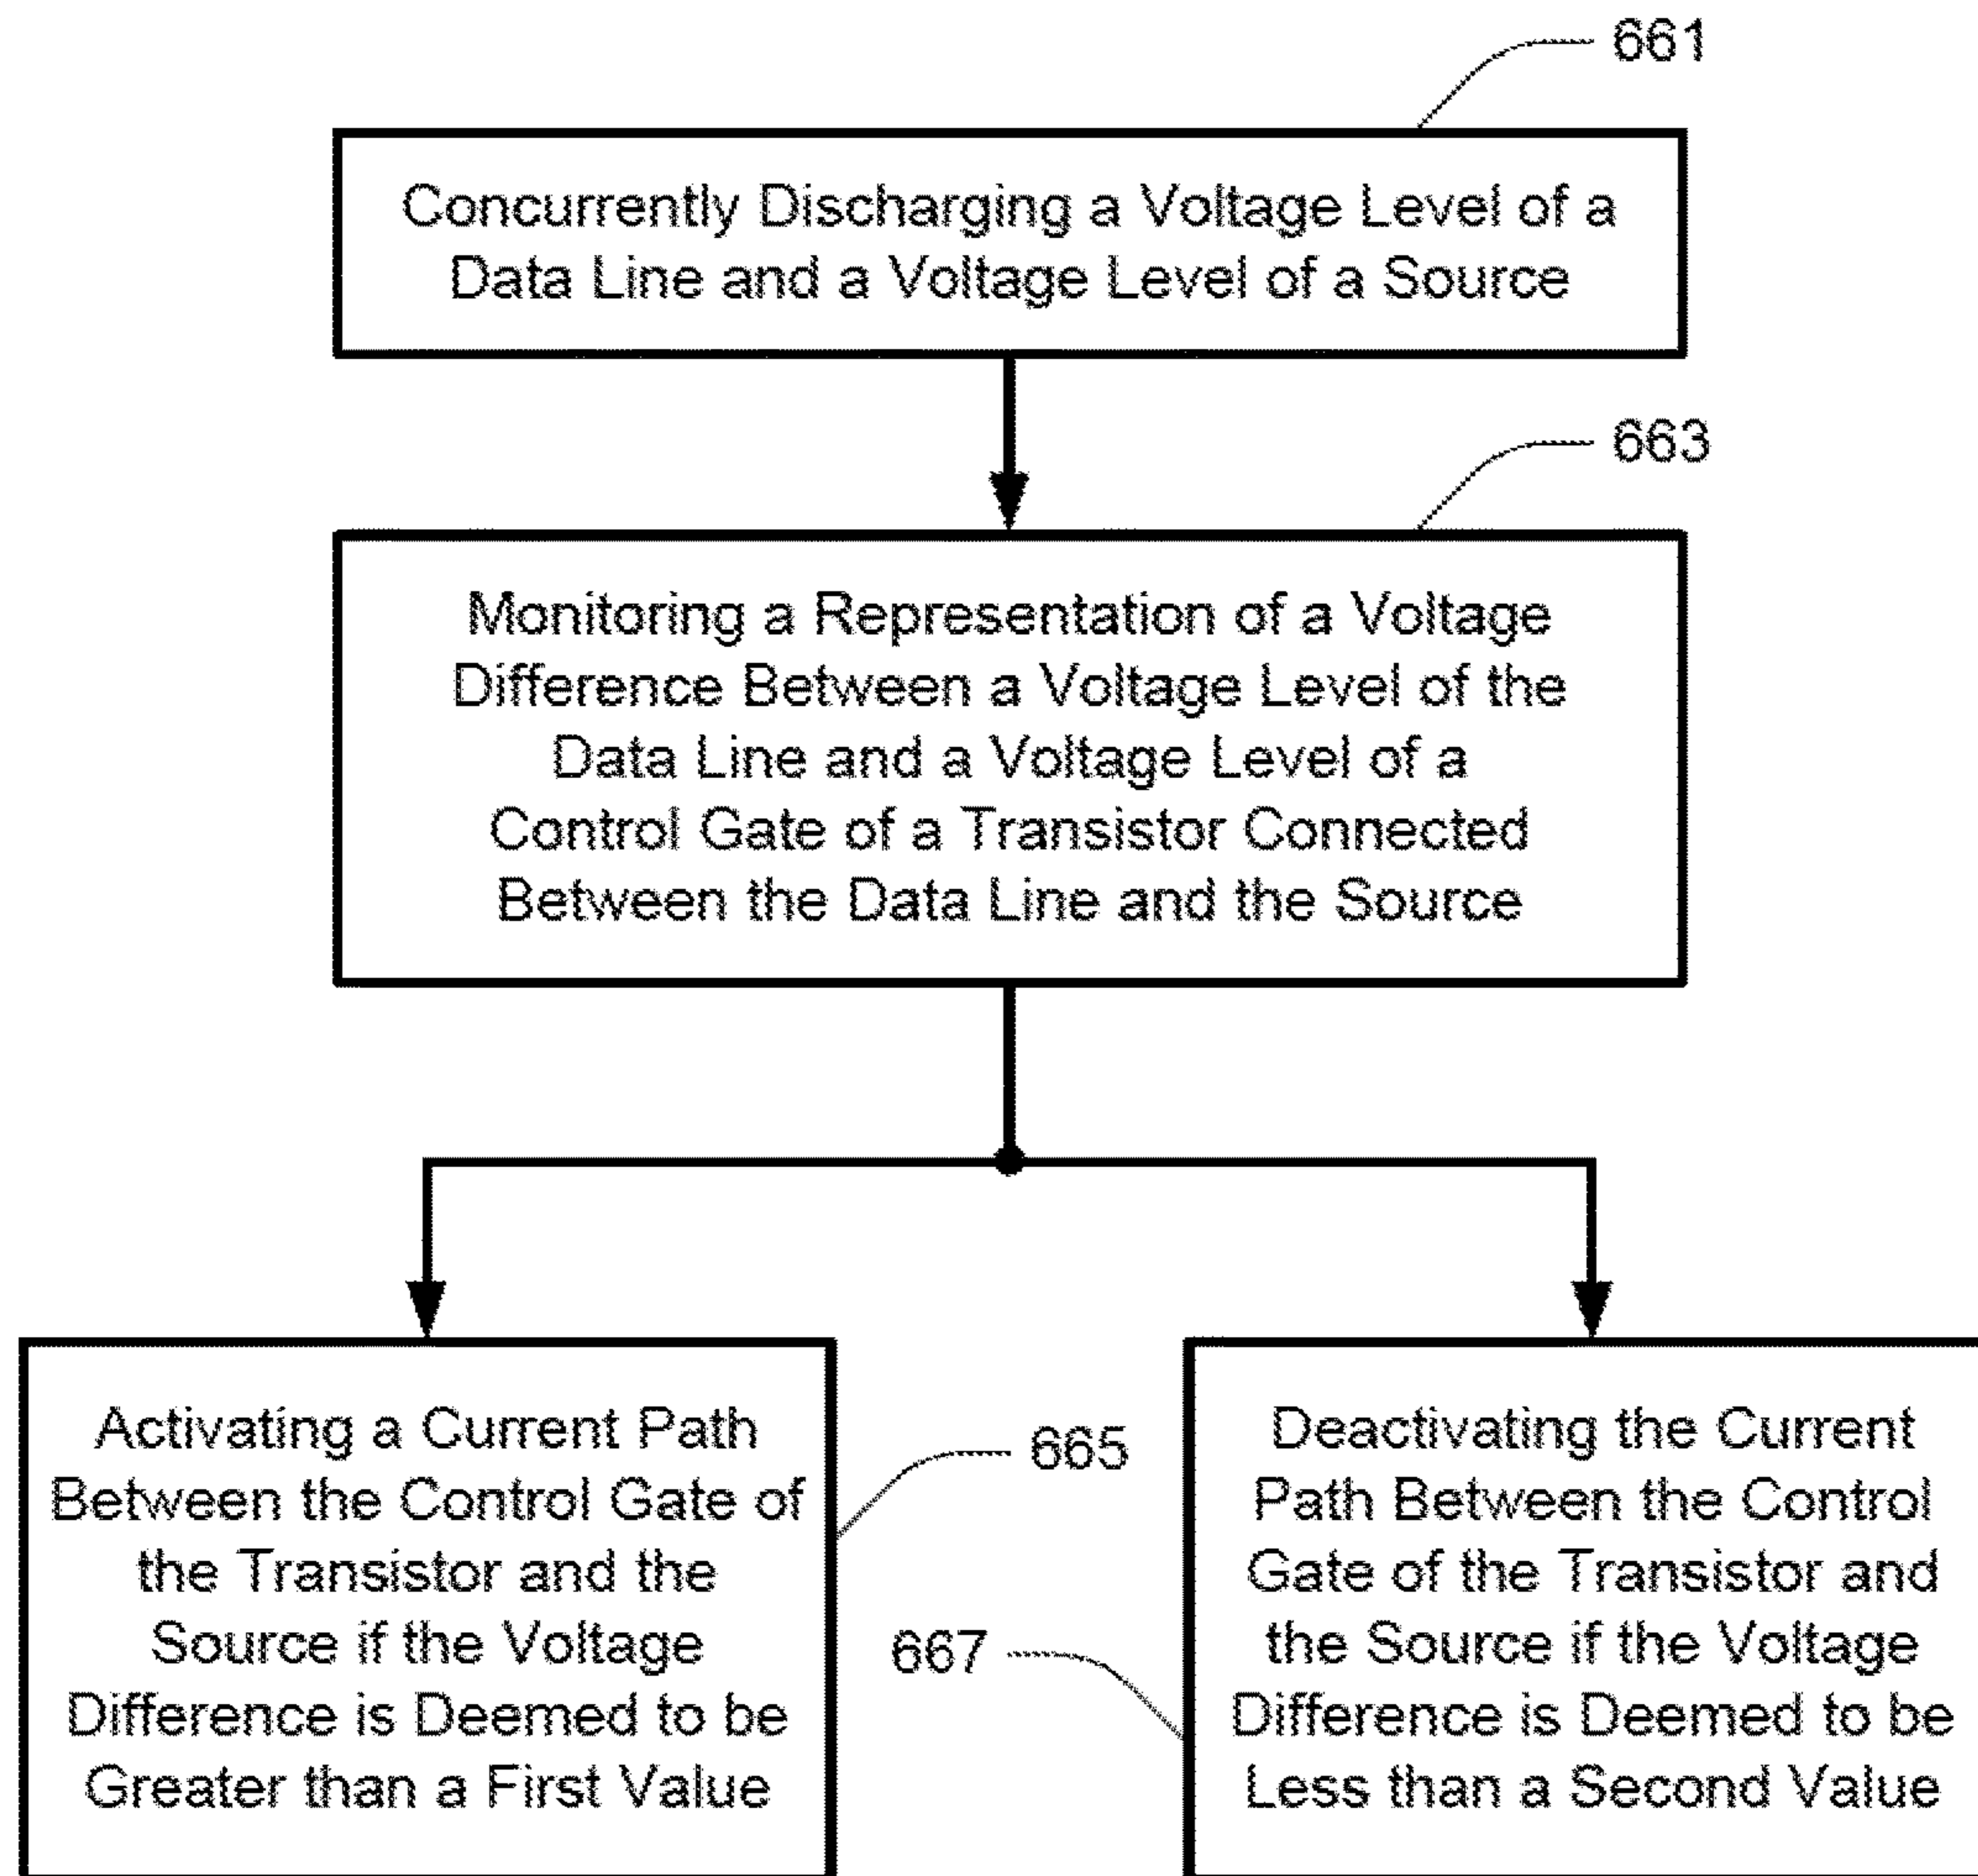 661
Concurrently Discharging a Voltage Level of a
Data Line and a Voltage Level of a Source
663
Monitoring a Representation of a Voltage
Difference Between a Voltage Level of the
Data Line and a Voltage Level of a
Control Gate of a Transistor Connected
Between the Data Line and the Source
Activating a Current Path
Between the Control Gate of
the Transistor and the
Source if the Voltage
Difference is Deemed to be
Greater than a First Value
665
667
Deactivating the Current
Path Between the Control
Gate of the Transistor and
the Source if the Voltage
Difference is Deemed to be
Less than a Second Value